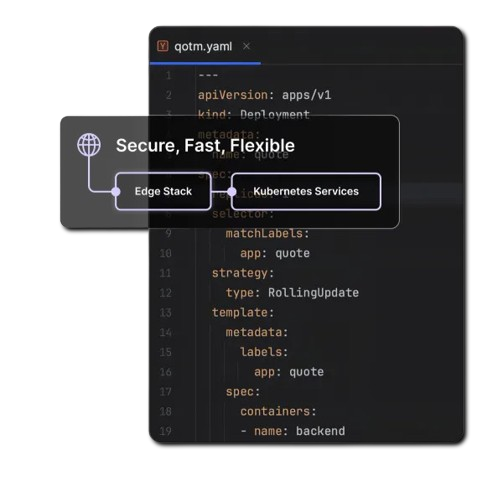 qotm.yaml
1 ---
2 apiVersion: apps/v1
3 kind: Deployment
metadata:
name: quote
spec:
Secure, Fast, Flexible
Edge Stack
Kubernetes Services
selector:
9 matchLabels:
10 app: quote
11 strategy:
12 type: RollingUpdate
13 template:
14 metadata:
15 labels:
16 app: quote
17 spec:
18 containers:
19 - name: backend